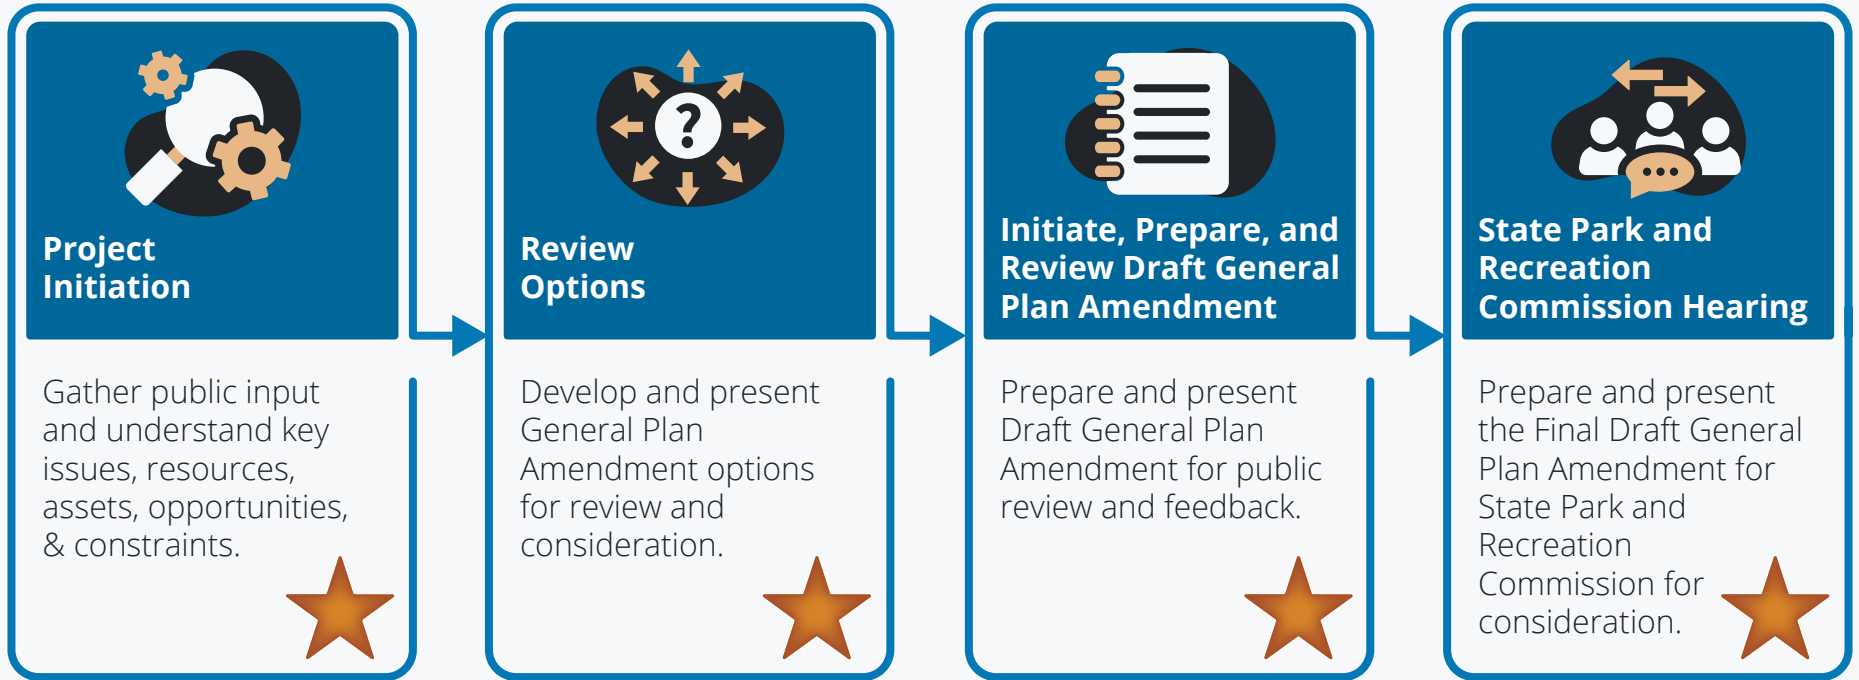 Project
Initiation
Gather public input
and understand key
issues, resources,
assets, opportunities,
& constraints.
?
Review
Options
Develop and present
General Plan
Amendment options
for review and
consideration.
Initiate, Prepare, and
Review Draft General
Plan Amendment
Prepare and present
Draft General Plan
Amendment for public
review and feedback.
State Park and
Recreation
Commission Hearing
Prepare and present
the Final Draft General
Plan Amendment for
State Park and
Recreation
Commission for
consideration.